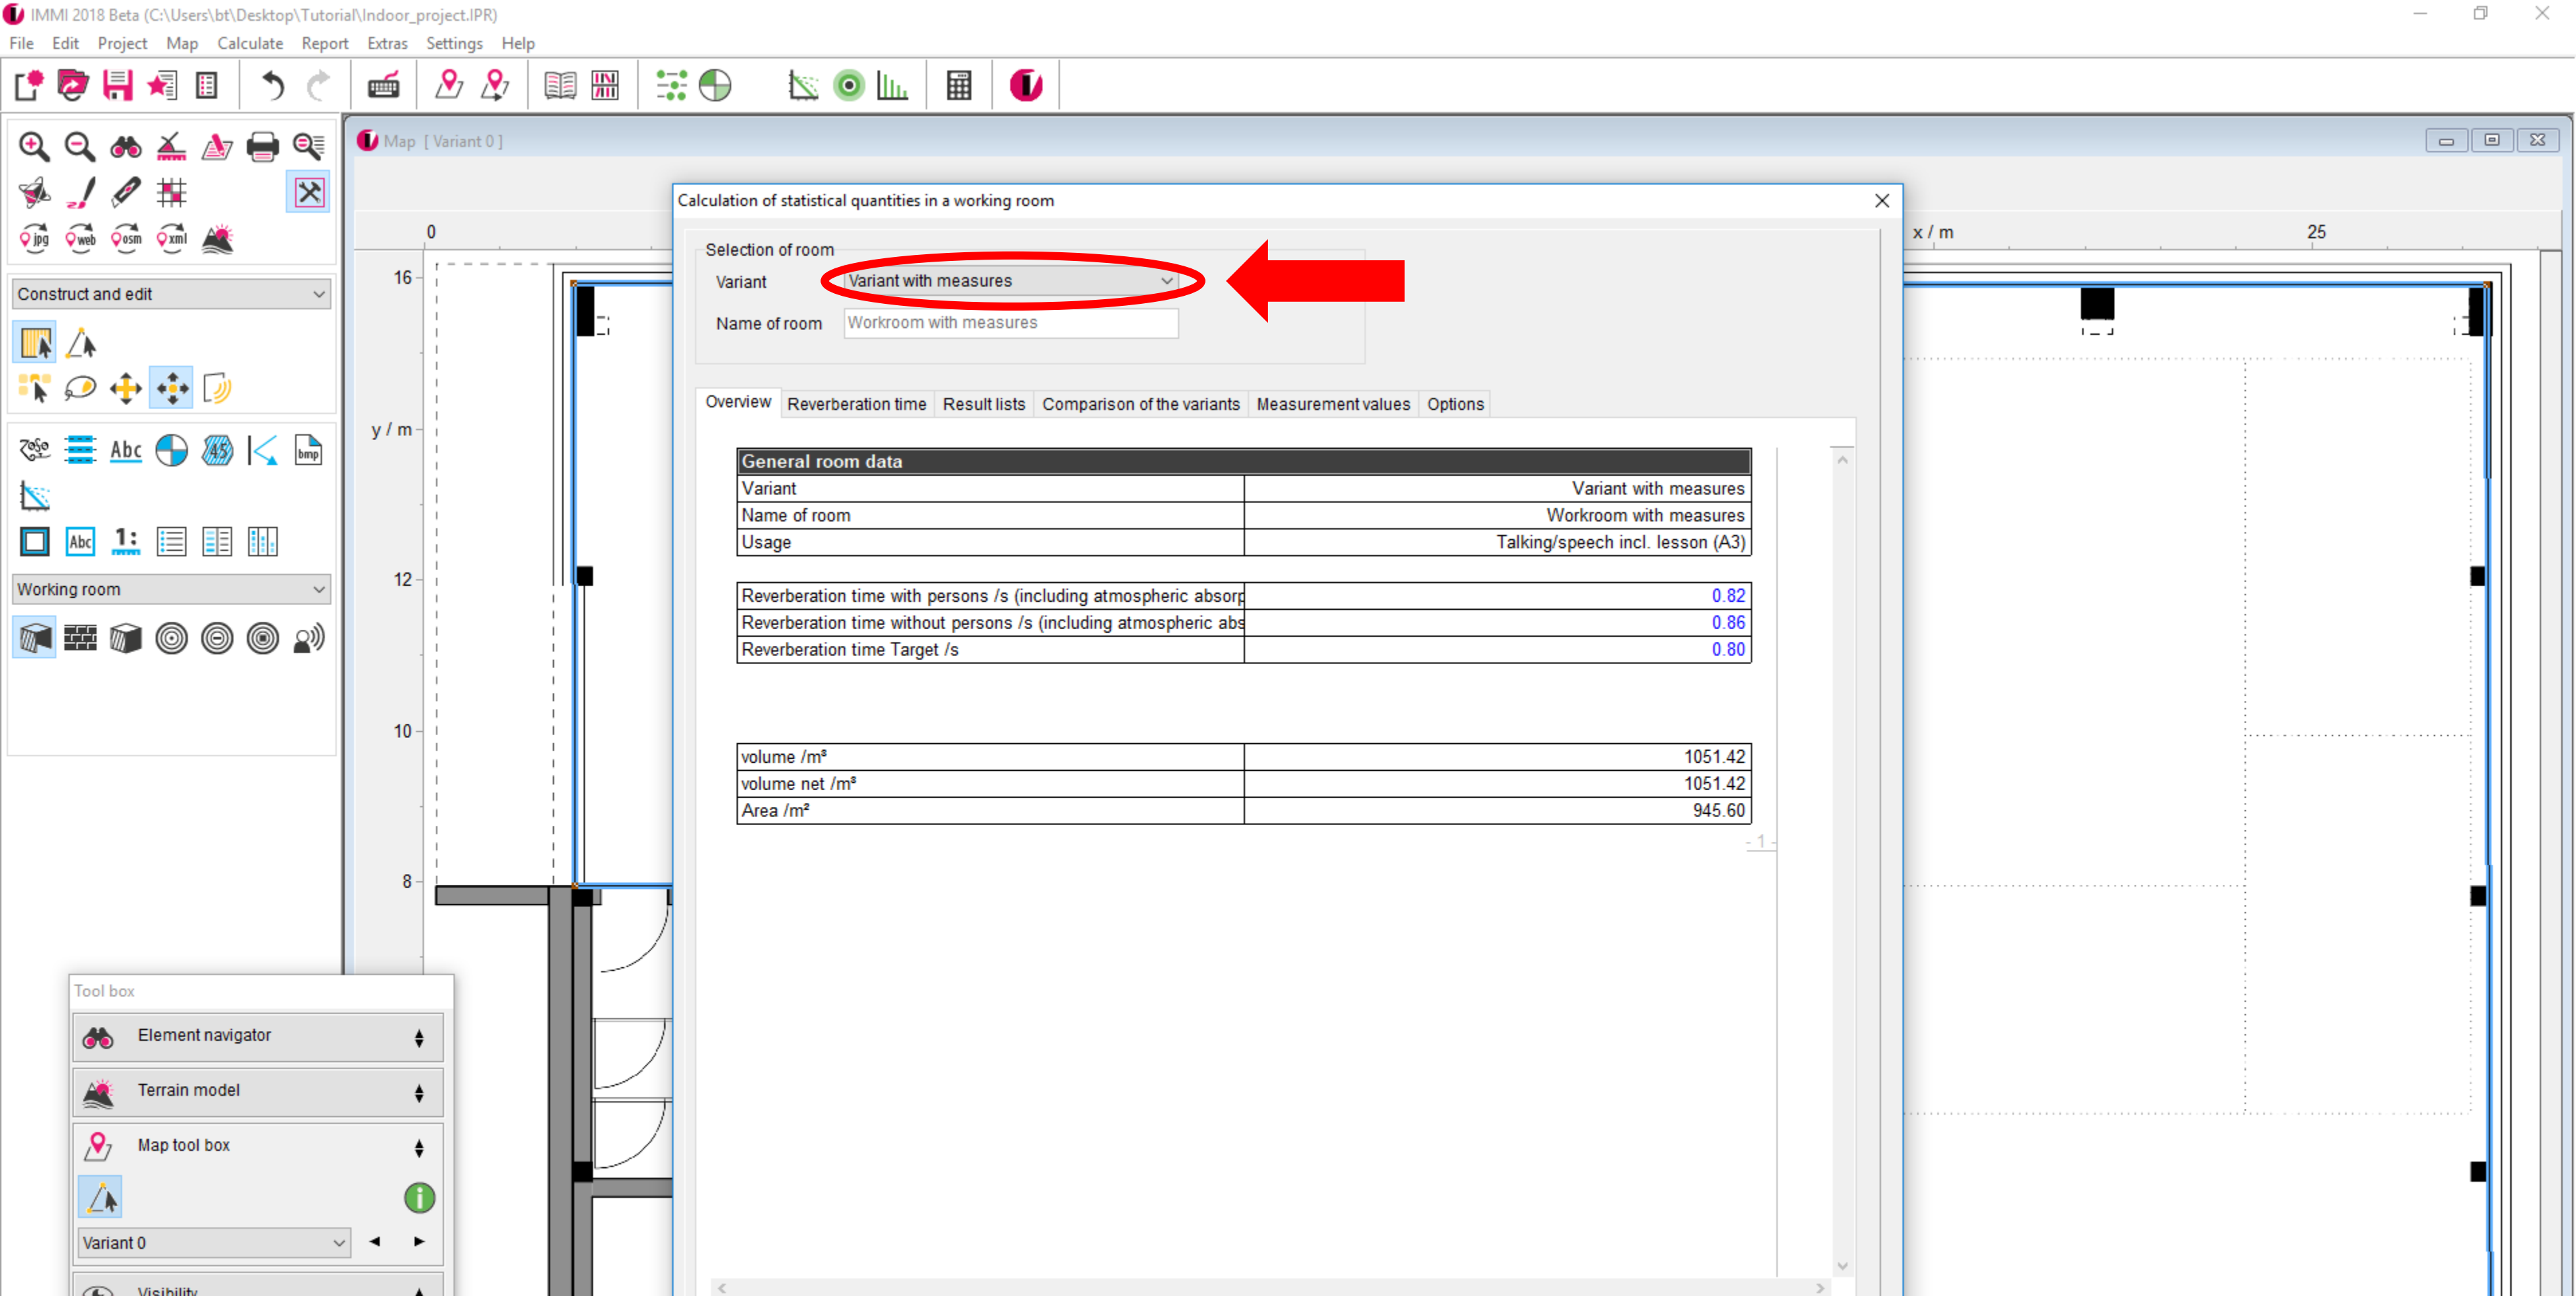 IMMI 2018 Beta (C:\Users\bt\Desktop\Tutorial\Indoor_project.IPR)
File Edit Project Map Calculate Report Extras Settings Help
Map [ Variant 0 ]
Calculation of statistical quantities in a working room
jpg web osm xml
0
x / m
25
Selection of room
Variant
Variant with measures
Name of room
Workroom with measures
16
Construct and edit
Overview Reverberation time Result lists Comparison of the variants Measurement values Options
y / m
Abc 45 bmp
General room data
Variant Variant with measures
Name of room Workroom with measures
Usage Talking/speech incl. lesson (A3)
Abc 1:
12
Working room
Reverberation time with persons /s (including atmospheric absorp 0.82
Reverberation time without persons /s (including atmospheric abs 0.86
Reverberation time Target /s 0.80
10
volume /m³ 1051.42
volume net /m³ 1051.42
Area /m² 945.60
- 1 -
8
Tool box
Element navigator
Terrain model
Map tool box
Variant 0
Visibility